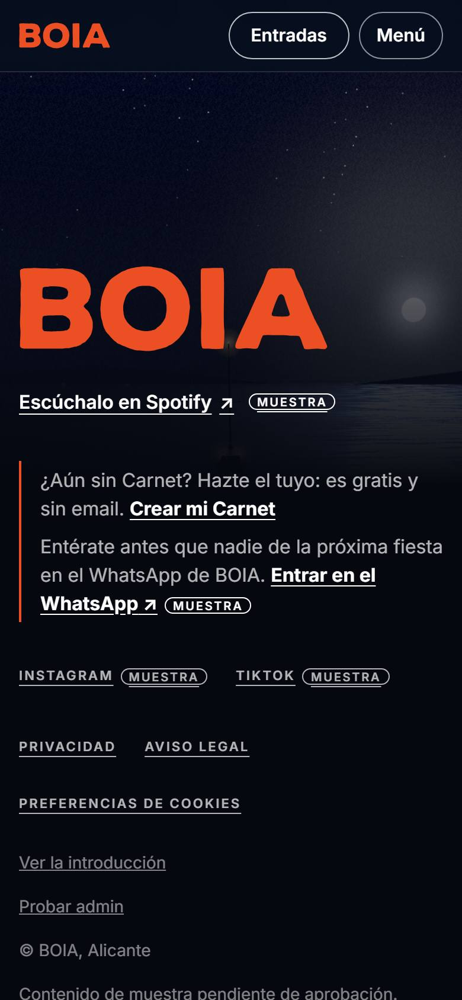 BOIA
Entradas
Menú
BOIA
Escúchalo en Spotify ↗ MUESTRA
¿Aún sin Carnet? Hazte el tuyo: es gratis y
sin email. Crear mi Carnet
Entérate antes que nadie de la próxima fiesta
en el WhatsApp de BOIA. Entrar en el
WhatsApp ↗ MUESTRA
INSTAGRAM MUESTRA TIKTOK MUESTRA
PRIVACIDAD AVISO LEGAL
PREFERENCIAS DE COOKIES
Ver la introducción
Probar admin
© BOIA, Alicante
Contenido de muestra pendiente de aprobación.